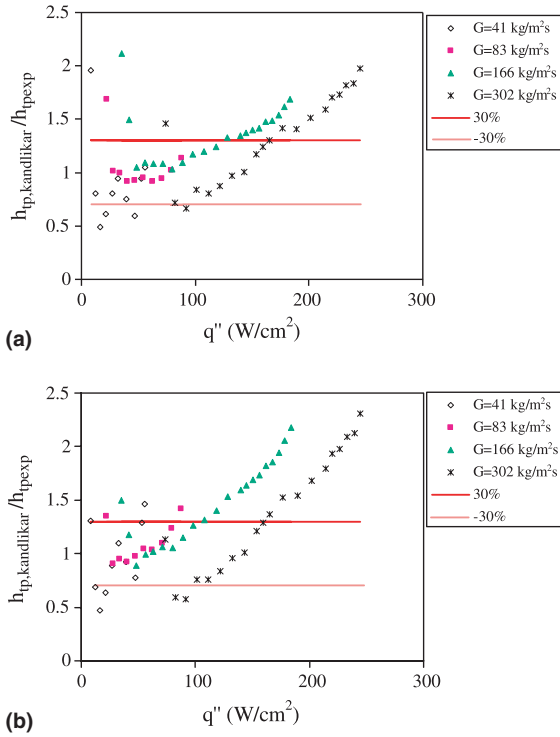 2.5
2
1.5
1
0.5
0
100
200
300
h_tp,kandlikar /h_tpexp
q" (W/cm²)
G=41 kg/m²s
G=83 kg/m²s
G=166 kg/m²s
G=302 kg/m²s
30%
-30%
(a)
2.5
2
1.5
1
0.5
0
0
100
200
300
h_tp,kandlikar /h_tpexp
q" (W/cm²)
G=41 kg/m²s
G=83 kg/m²s
G=166 kg/m²s
G=302 kg/m²s
30%
-30%
(b)